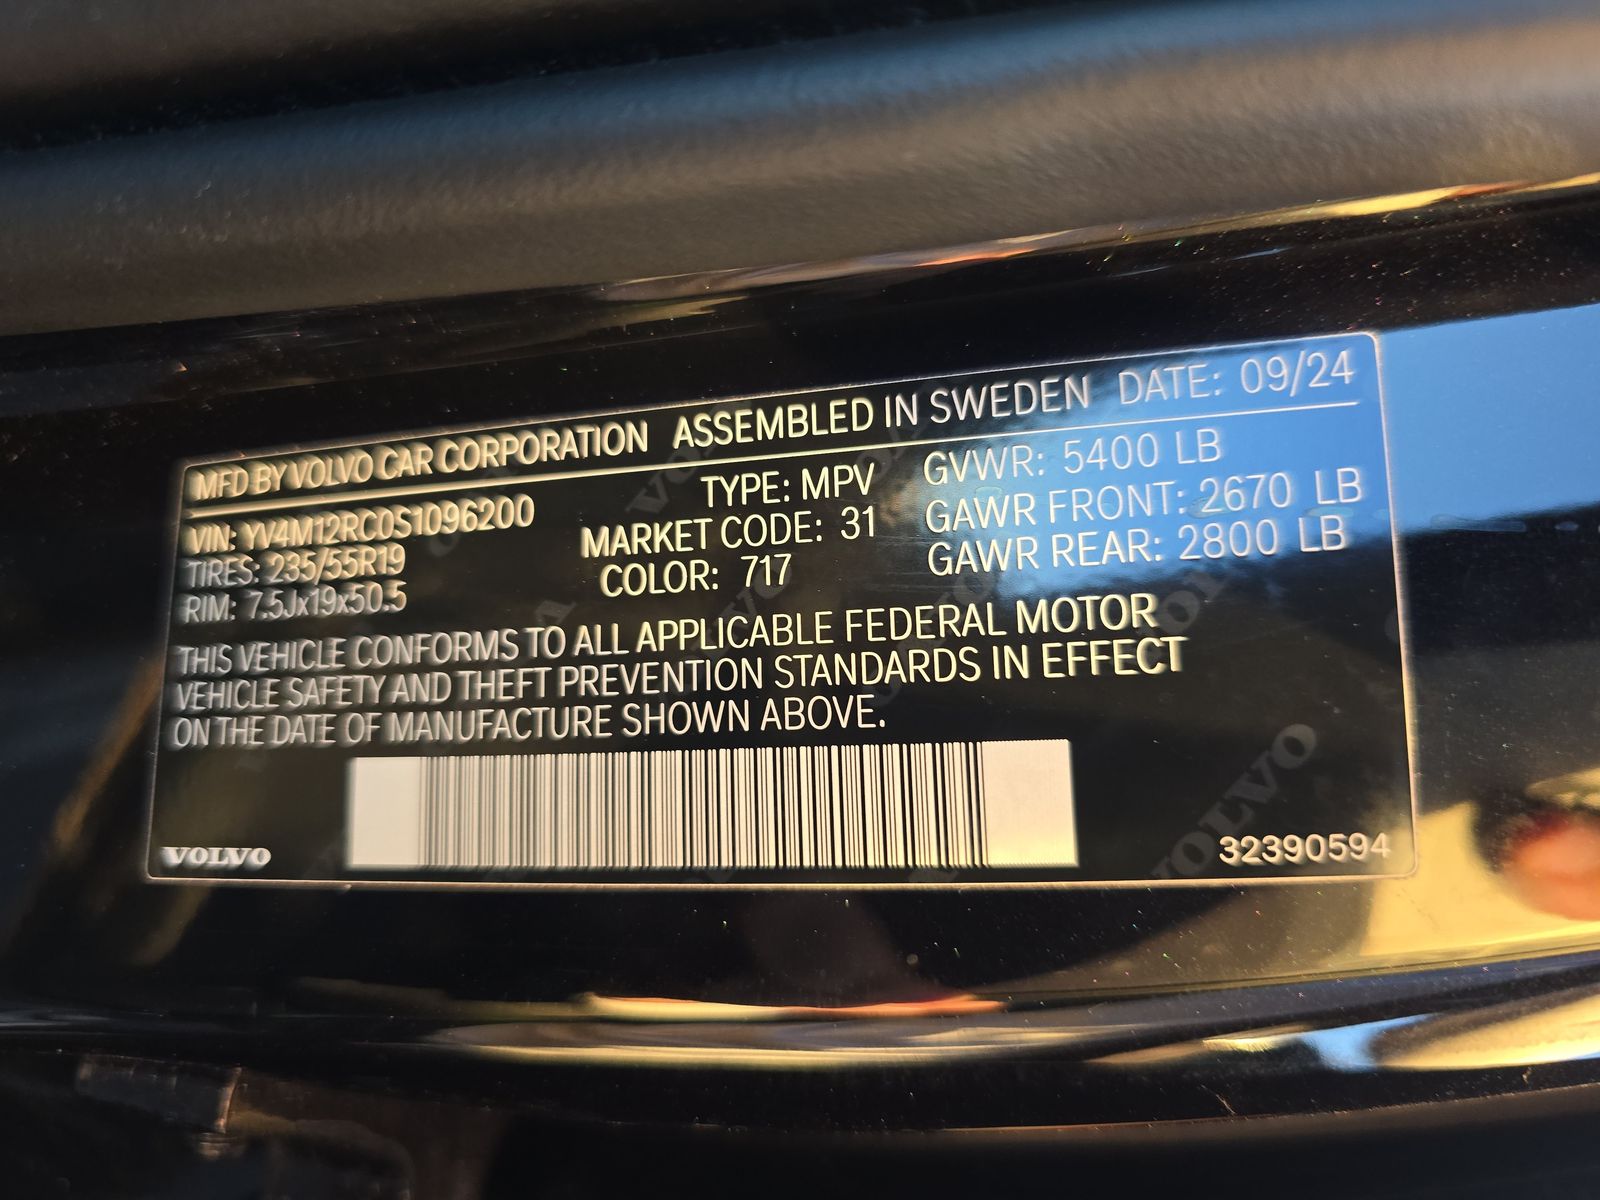 MFD BY VOLVO CAR CORPORATION ASSEMBLED IN SWEDEN DATE: 09/24
VIN: YV4M12RC0S1096200 TYPE: MPV GVWR: 5400 LB
TIRES: 235/55R19 MARKET CODE: 31 GAWR FRONT: 2670 LB
RIM: 7.5Jx19x50.5 COLOR: 717 GAWR REAR: 2800 LB
THIS VEHICLE CONFORMS TO ALL APPLICABLE FEDERAL MOTOR
VEHICLE SAFETY AND THEFT PREVENTION STANDARDS IN EFFECT
ON THE DATE OF MANUFACTURE SHOWN ABOVE.
VOLVO 32390594
VOLVO
VOLVO